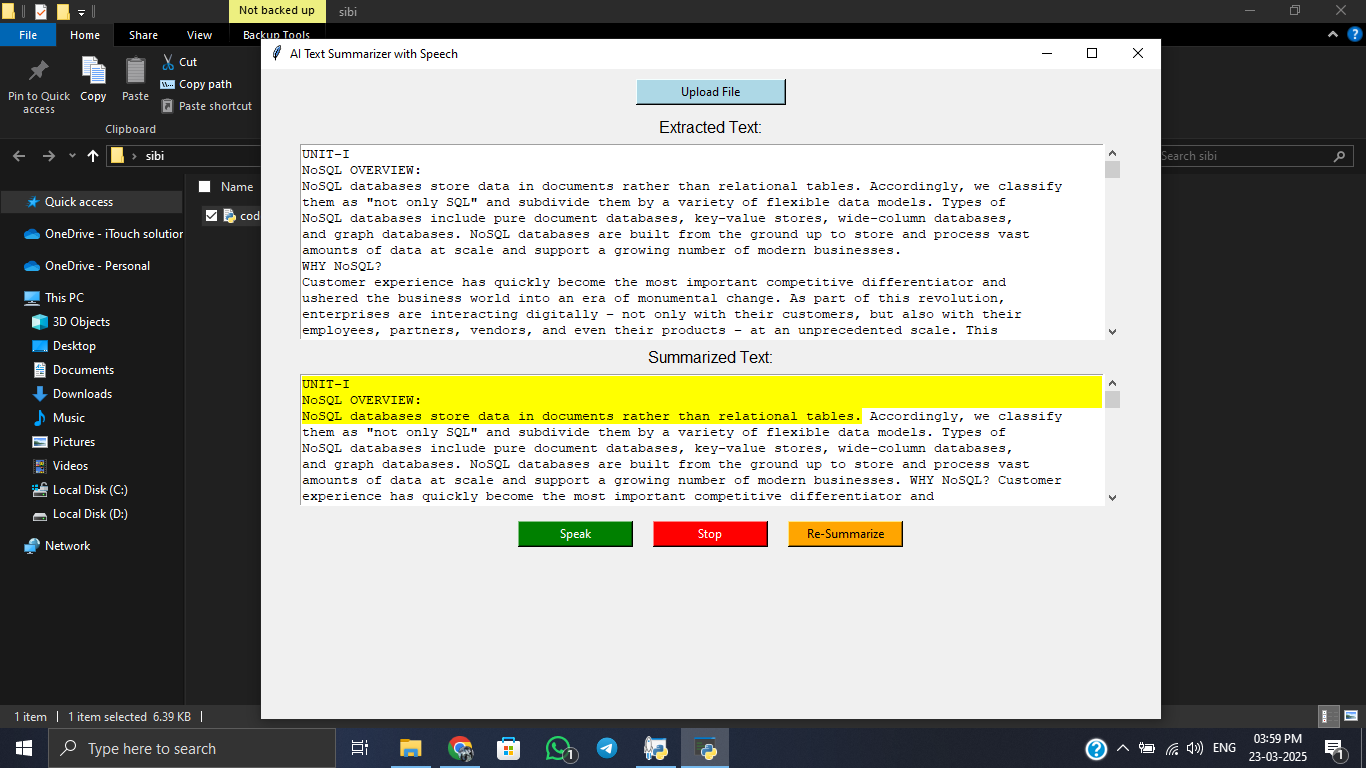 Not backed up
sibi
File
Home
Share
View
Backup Tools
Pin to Quick access
Copy
Paste
Cut
Copy path
Paste shortcut
Clipboard
sibi
Search sibi
Quick access
OneDrive - iTouch solution
OneDrive - Personal
This PC
3D Objects
Desktop
Documents
Downloads
Music
Pictures
Videos
Local Disk (C:)
Local Disk (D:)
Network
Name
cod
1 item
1 item selected 6.39 KB
AI Text Summarizer with Speech
Upload File
Extracted Text:
UNIT-I
NoSQL OVERVIEW:
NoSQL databases store data in documents rather than relational tables. Accordingly, we classify
them as "not only SQL" and subdivide them by a variety of flexible data models. Types of
NoSQL databases include pure document databases, key-value stores, wide-column databases,
and graph databases. NoSQL databases are built from the ground up to store and process vast
amounts of data at scale and support a growing number of modern businesses.
WHY NoSQL?
Customer experience has quickly become the most important competitive differentiator and
ushered the business world into an era of monumental change. As part of this revolution,
enterprises are interacting digitally – not only with their customers, but also with their
employees, partners, vendors, and even their products – at an unprecedented scale. This
Summarized Text:
UNIT-I
NoSQL OVERVIEW:
NoSQL databases store data in documents rather than relational tables. Accordingly, we classify
them as "not only SQL" and subdivide them by a variety of flexible data models. Types of
NoSQL databases include pure document databases, key-value stores, wide-column databases,
and graph databases. NoSQL databases are built from the ground up to store and process vast
amounts of data at scale and support a growing number of modern businesses. WHY NoSQL? Customer
experience has quickly become the most important competitive differentiator and
Speak
Stop
Re-Summarize
Type here to search
1
ENG
03:59 PM
23-03-2025
1